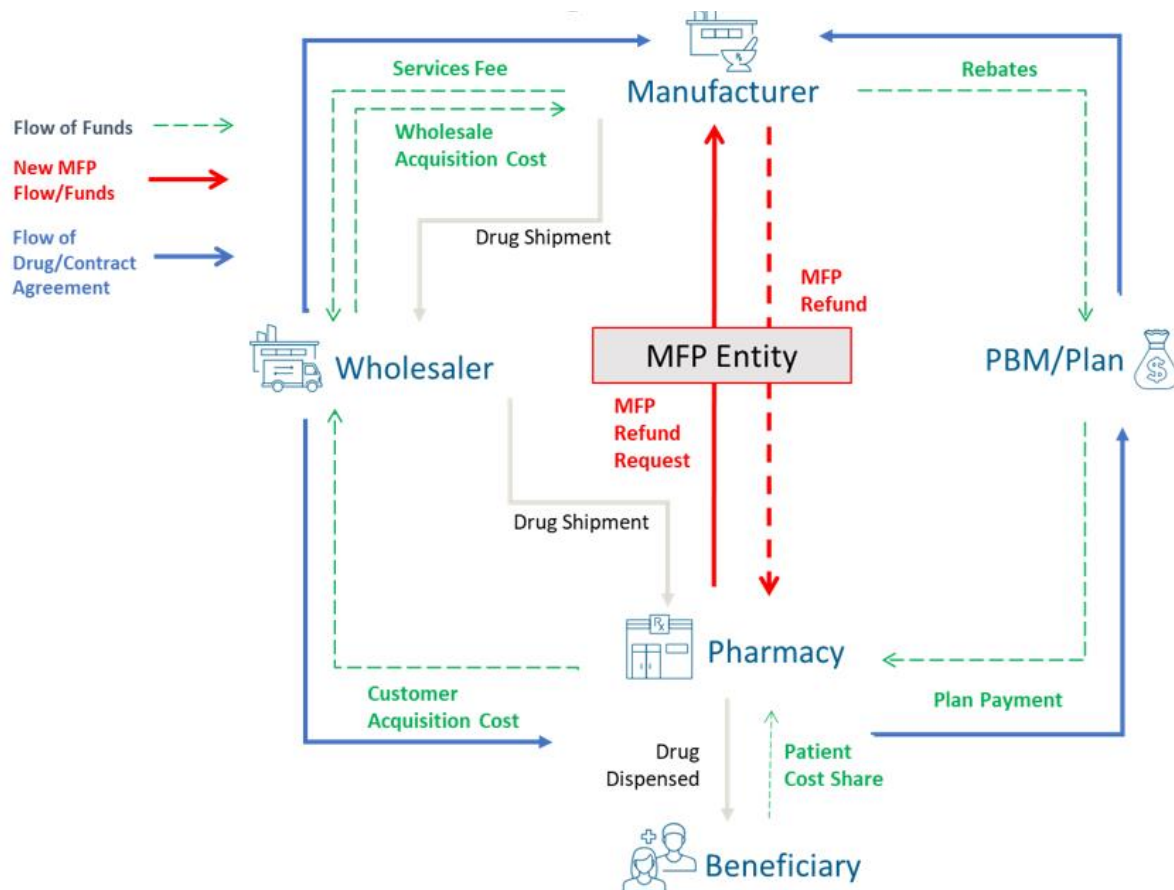 Services Fee
Manufacturer
Rebates
Flow of Funds
Wholesale
Acquisition Cost
New MFP
Flow/Funds
Drug Shipment
Flow of
Drug/Contract
Agreement
MFP
Refund
Wholesaler
MFP Entity
PBM/Plan
$
MFP
Refund
Request
Drug Shipment
Rx
Pharmacy
Customer
Acquisition Cost
Plan Payment
Drug
Dispensed
Patient
Cost Share
Beneficiary